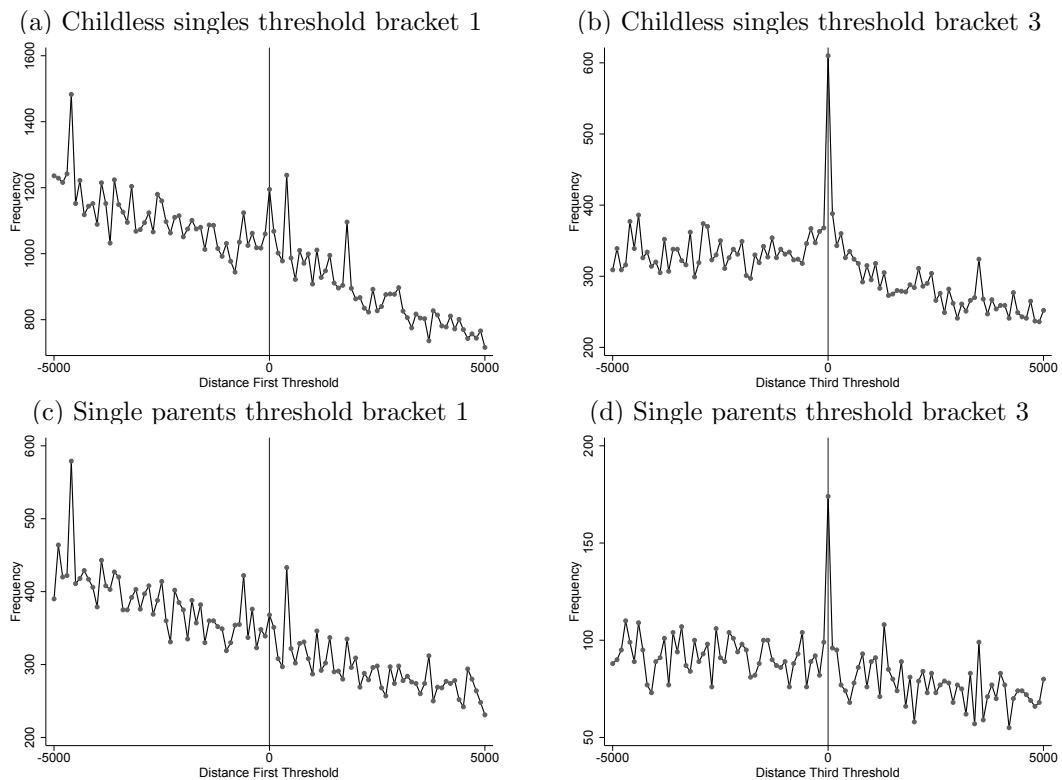 (a) Childless singles threshold bracket 1
1600
1400
1200
1000
800
Frequency
-5000
0
5000
Distance First Threshold
(b) Childless singles threshold bracket 3
600
500
400
300
200
Frequency
-5000
0
5000
Distance Third Threshold
(c) Single parents threshold bracket 1
600
500
400
300
200
Frequency
-5000
0
5000
Distance First Threshold
(d) Single parents threshold bracket 3
200
150
100
50
Frequency
-5000
0
5000
Distance Third Threshold